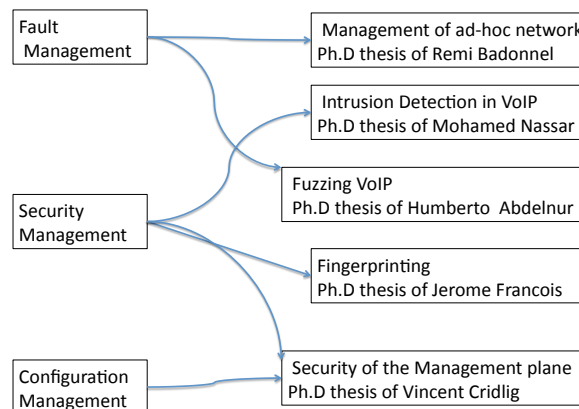 Fault
Management
Management of ad-hoc network
Ph.D thesis of Remi Badonnel
Intrusion Detection in VoIP
Ph.D thesis of Mohamed Nassar
Fuzzing VoIP
Ph.D thesis of Humberto Abdelnur
Security
Management
Fingerprinting
Ph.D thesis of Jerome Francois
Security of the Management plane
Ph.D thesis of Vincent Cridlig
Configuration
Management